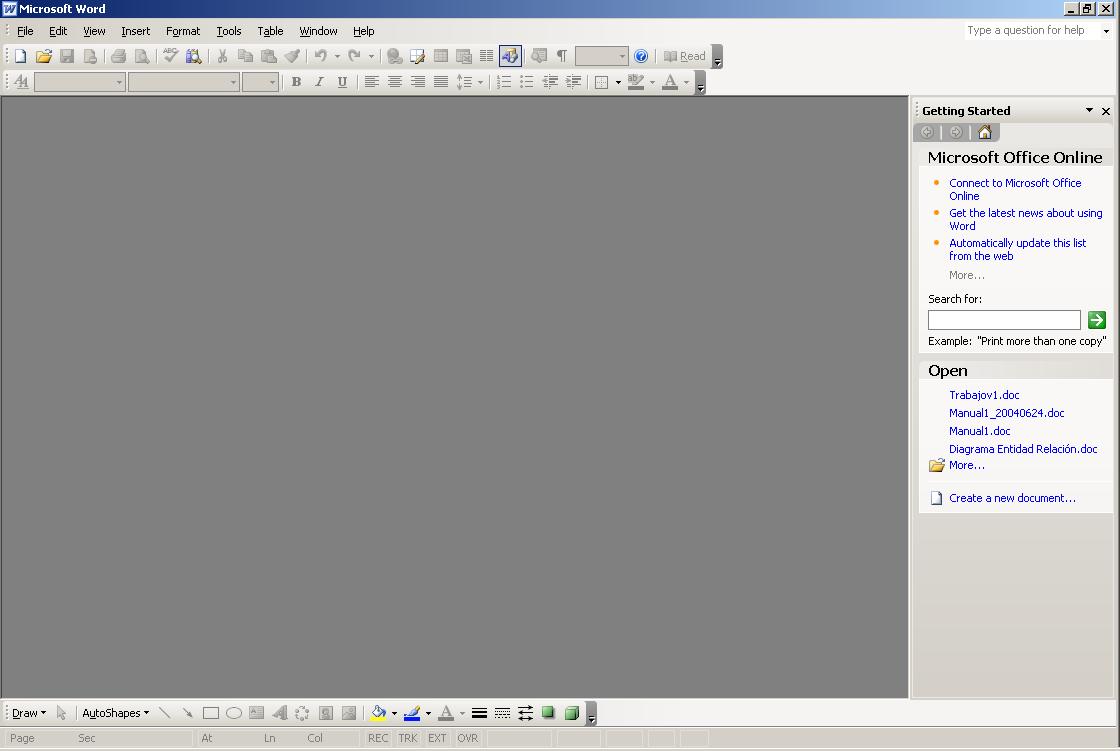 Microsoft Word
File Edit View Insert Format Tools Table Window Help
Type a question for help
Read
B I U
Getting Started
Microsoft Office Online
Connect to Microsoft Office
Online
Get the latest news about using
Word
Automatically update this list
from the web
More...
Search for:
Example: "Print more than one copy"
Open
Trabajov1.doc
Manual1_20040624.doc
Manual1.doc
Diagrama Entidad Relación.doc
More...
Create a new document...
Draw AutoShapes
Page Sec At Ln Col REC TRK EXT OVR